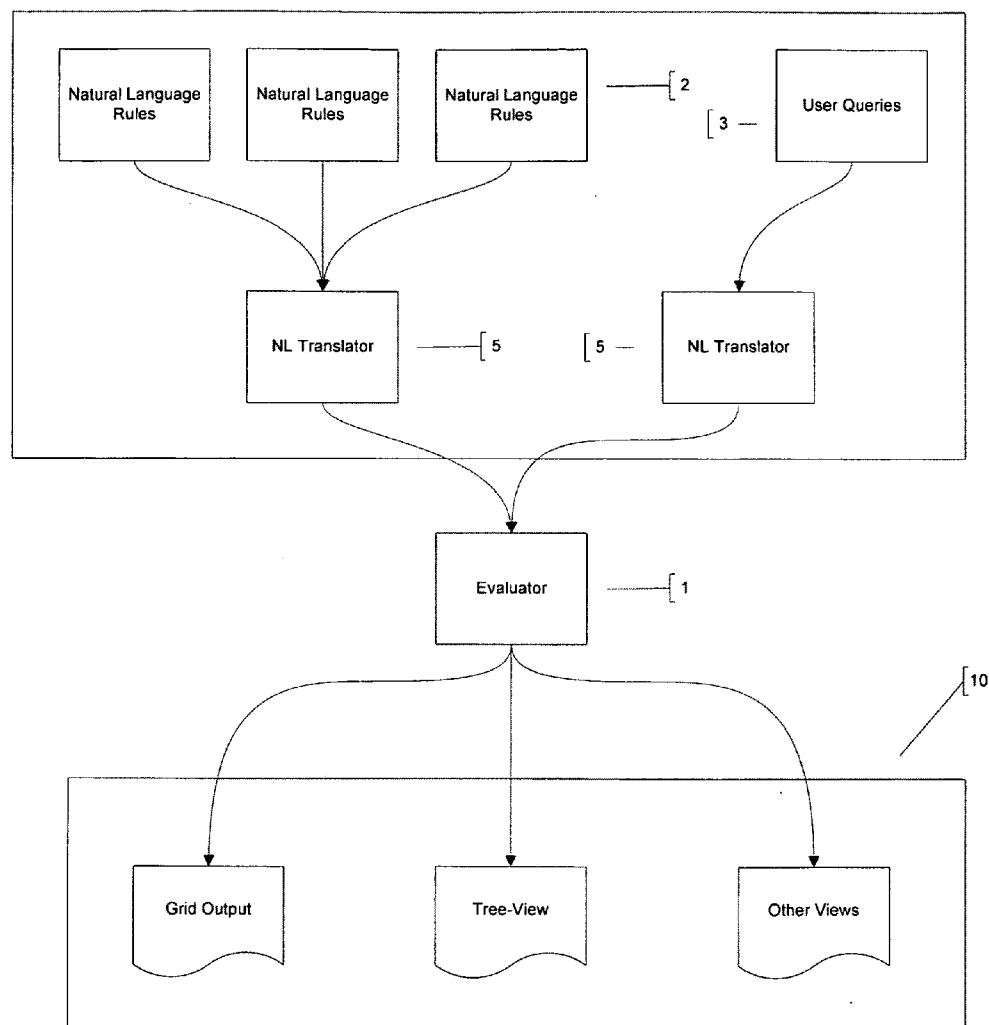 Natural Language
Rules
Natural Language
Rules
Natural Language
Rules
2
3
User Queries
NL Translator
5
5
NL Translator
Evaluator
1
10
Grid Output
Tree-View
Other Views